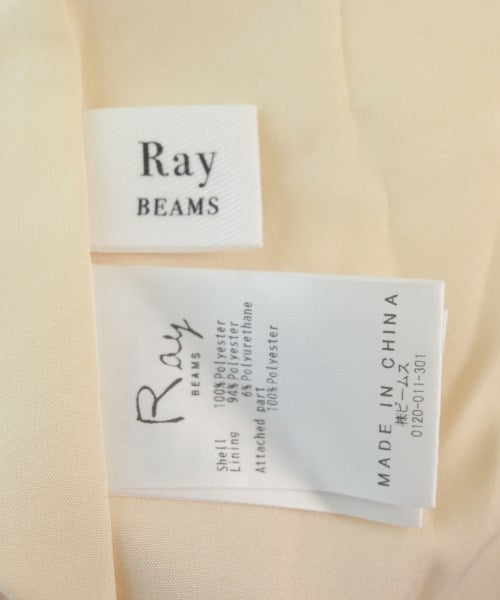 Ray
BEAMS
Ray
BEAMS
Shell 100%Polyester
Lining 94%Polyester
6%Polyurethane
Attached part
100%Polyester
MADE IN CHINA
㈱ビームス
0120-011-301